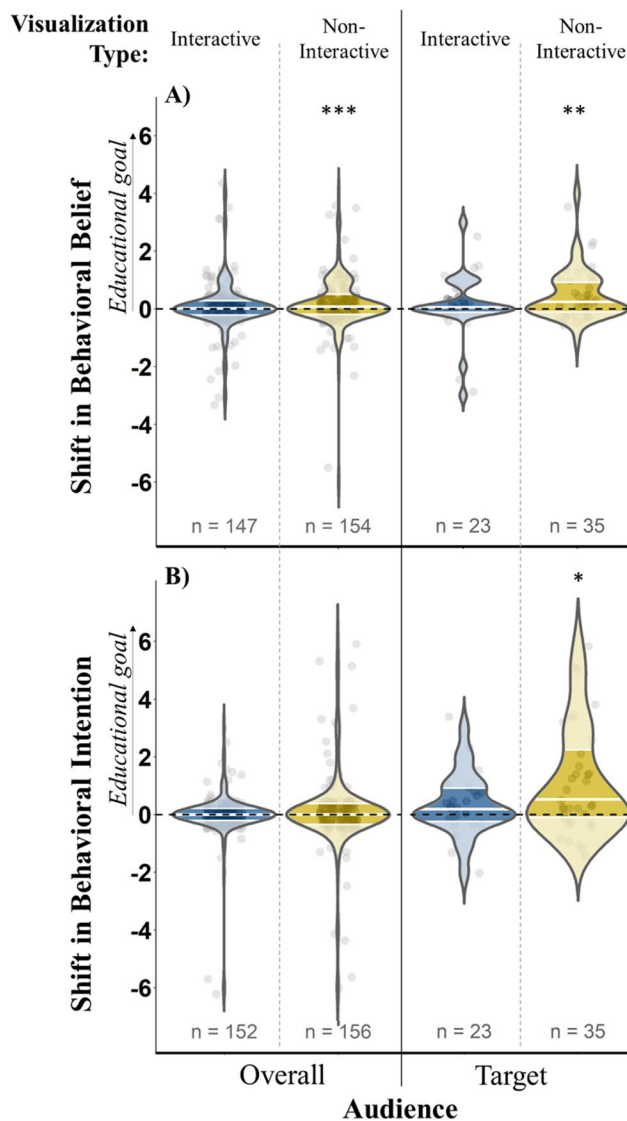 Visualization Type:
Interactive
Non-Interactive
Interactive
Non-Interactive
A)
***
**
Shift in Behavioral Belief
Educational goal
6
4
2
0
-2
-4
-6
n = 147
n = 154
n = 23
n = 35
B)
*
Shift in Behavioral Intention
Educational goal
6
4
2
0
-2
-4
-6
n = 152
n = 156
n = 23
n = 35
Overall
Target
Audience